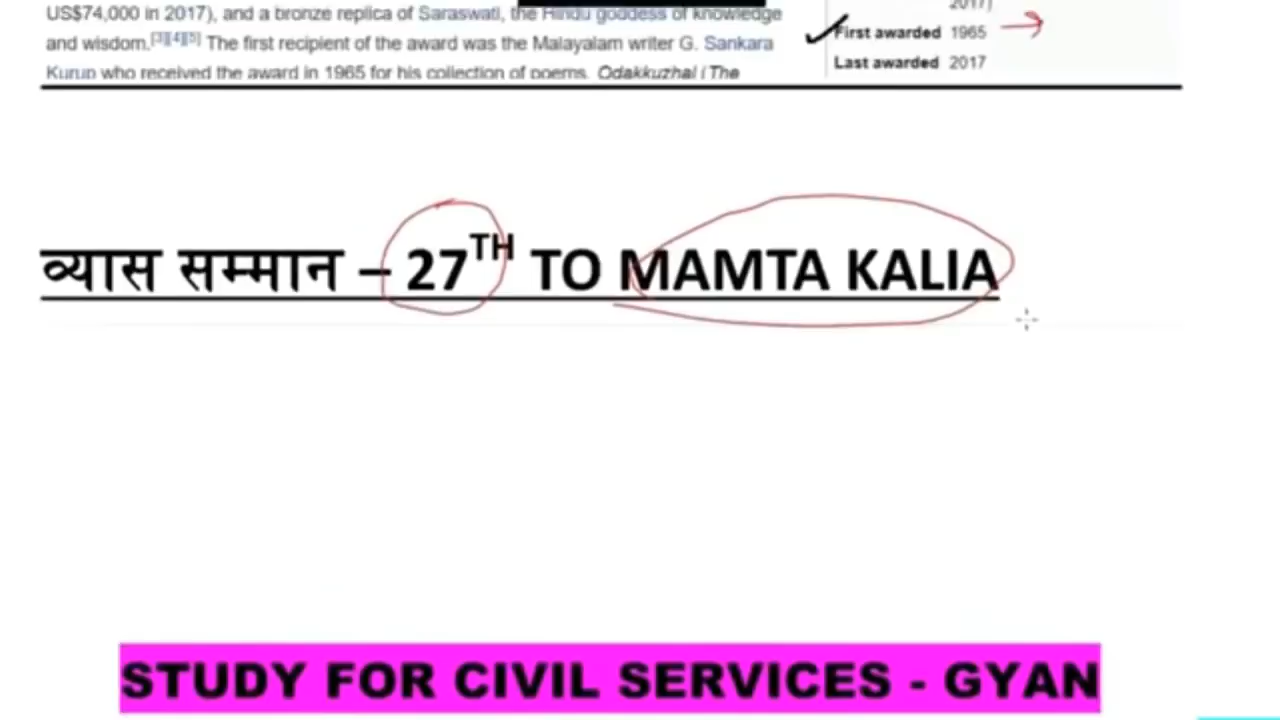 US$74,000 in 2017), and a bronze replica of Saraswati, the Hindu goddess of knowledge
and wisdom.[3][4][5] The first recipient of the award was the Malayalam writer G. Sankara
Kurup who received the award in 1965 for his collection of poems, Odakkuzhal (The
2017)
First awarded 1965
Last awarded 2017
व्यास सम्मान – 27TH TO MAMTA KALIA
STUDY FOR CIVIL SERVICES - GYAN